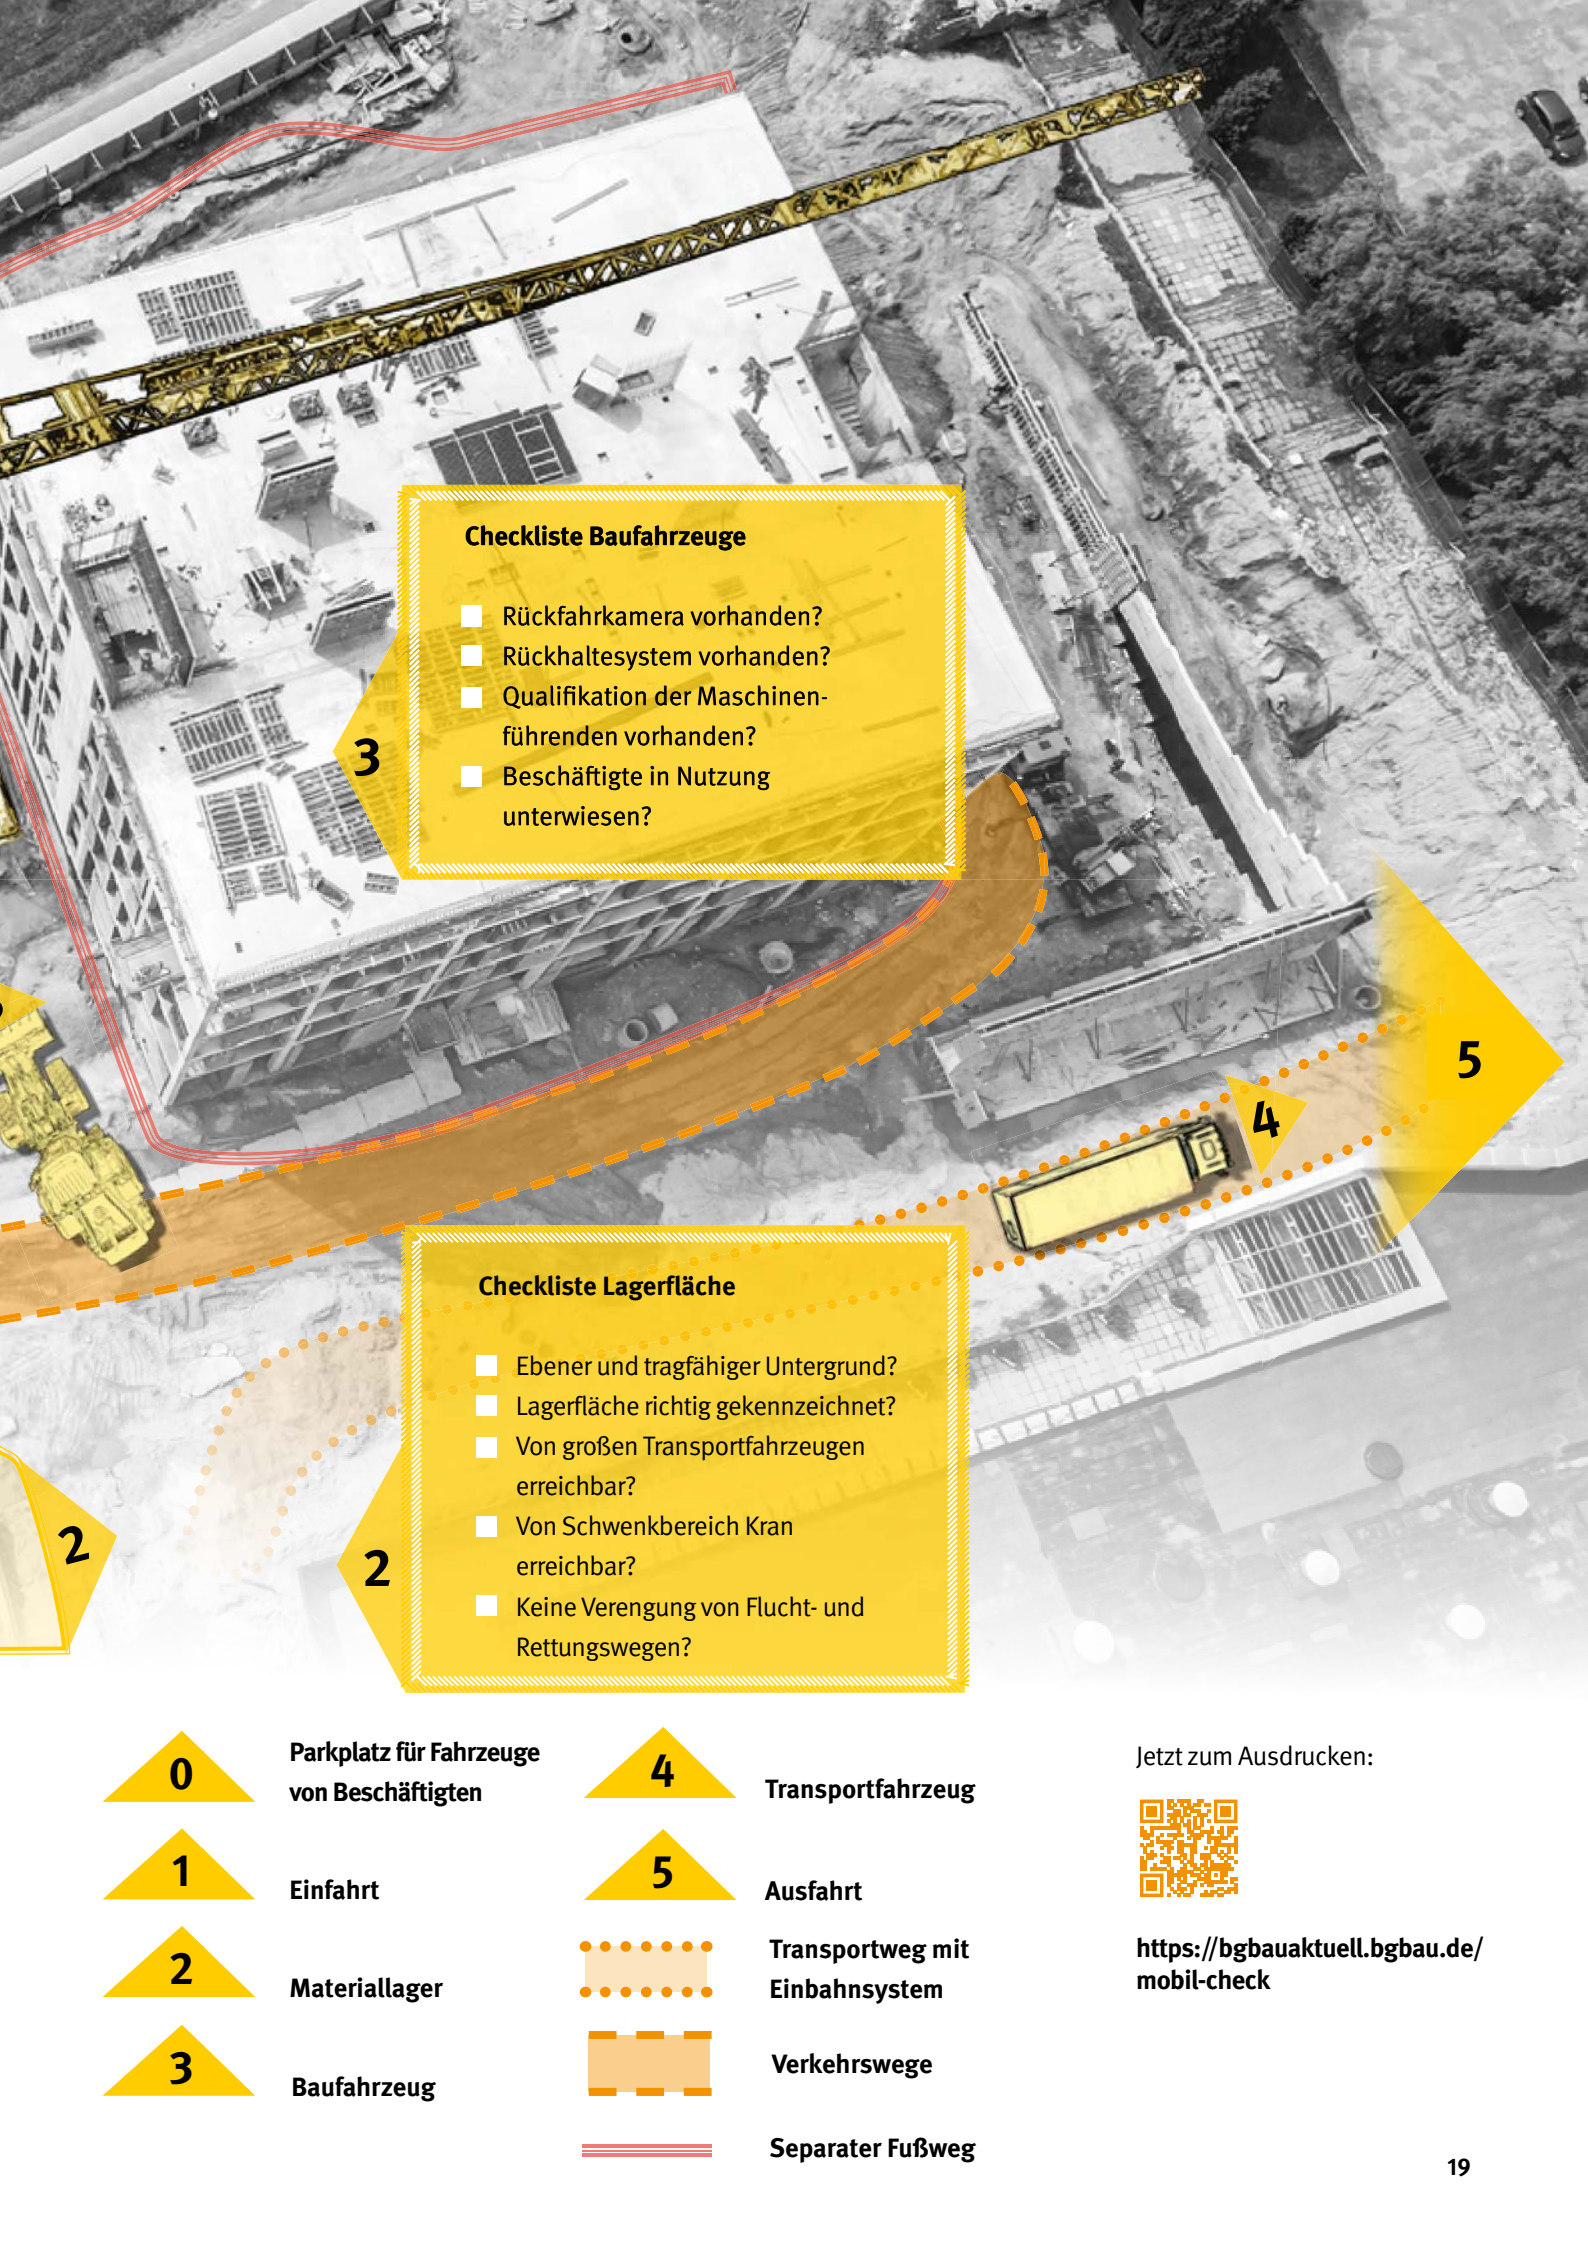 Checkliste Baufahrzeuge
Rückfahrkamera vorhanden?
Rückhaltesystem vorhanden?
Qualifikation der Maschinen-
führenden vorhanden?
Beschäftigte in Nutzung
unterwiesen?
3
5
4
Checkliste Lagerfläche
Ebener und tragfähiger Untergrund?
Lagerfläche richtig gekennzeichnet?
Von großen Transportfahrzeugen
erreichbar?
Von Schwenkbereich Kran
erreichbar?
Keine Verengung von Flucht- und
Rettungswegen?
2
2
0
Parkplatz für Fahrzeuge
von Beschäftigten
1
Einfahrt
2
Materiallager
3
Baufahrzeug
4
Transportfahrzeug
5
Ausfahrt
Transportweg mit
Einbahnsystem
Verkehrswege
Separater Fußweg
Jetzt zum Ausdrucken:
https://bgbauaktuell.bgbau.de/
mobil-check
19